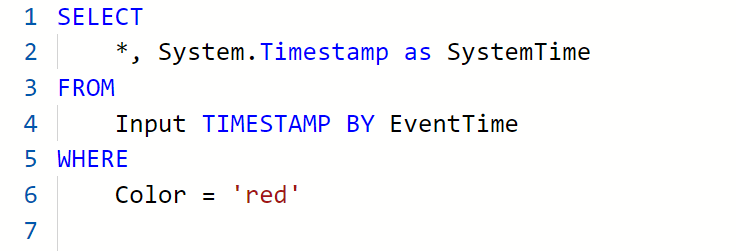 1 SELECT
2 *, System.Timestamp as SystemTime
3 FROM
4 Input TIMESTAMP BY EventTime
5 WHERE
6 Color = 'red'
7